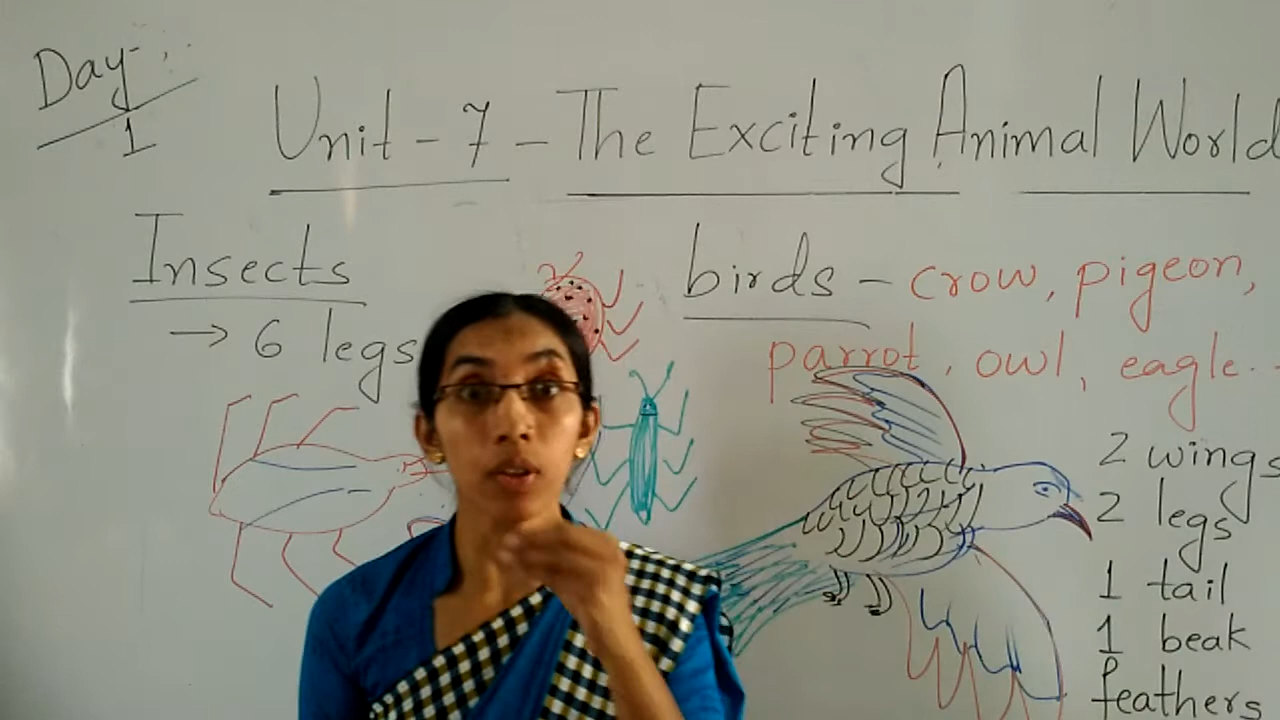 Day-
1
Unit - 7 - The Exciting Animal World
Insects
→ 6 legs
birds - crow, pigeon,
parrot, owl, eagle..
2 wings
2 legs
1 tail
1 beak
feathers